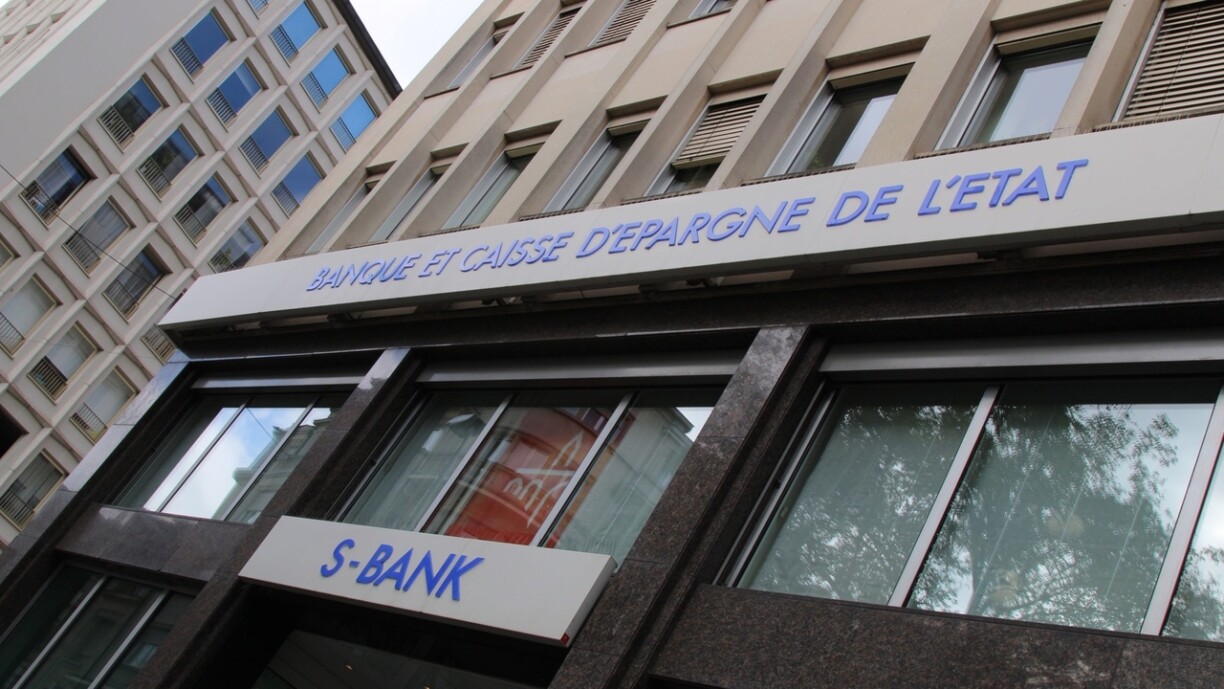 BANQUE ET CAISSE D'EPARGNE DE L'ETAT
S-BANK